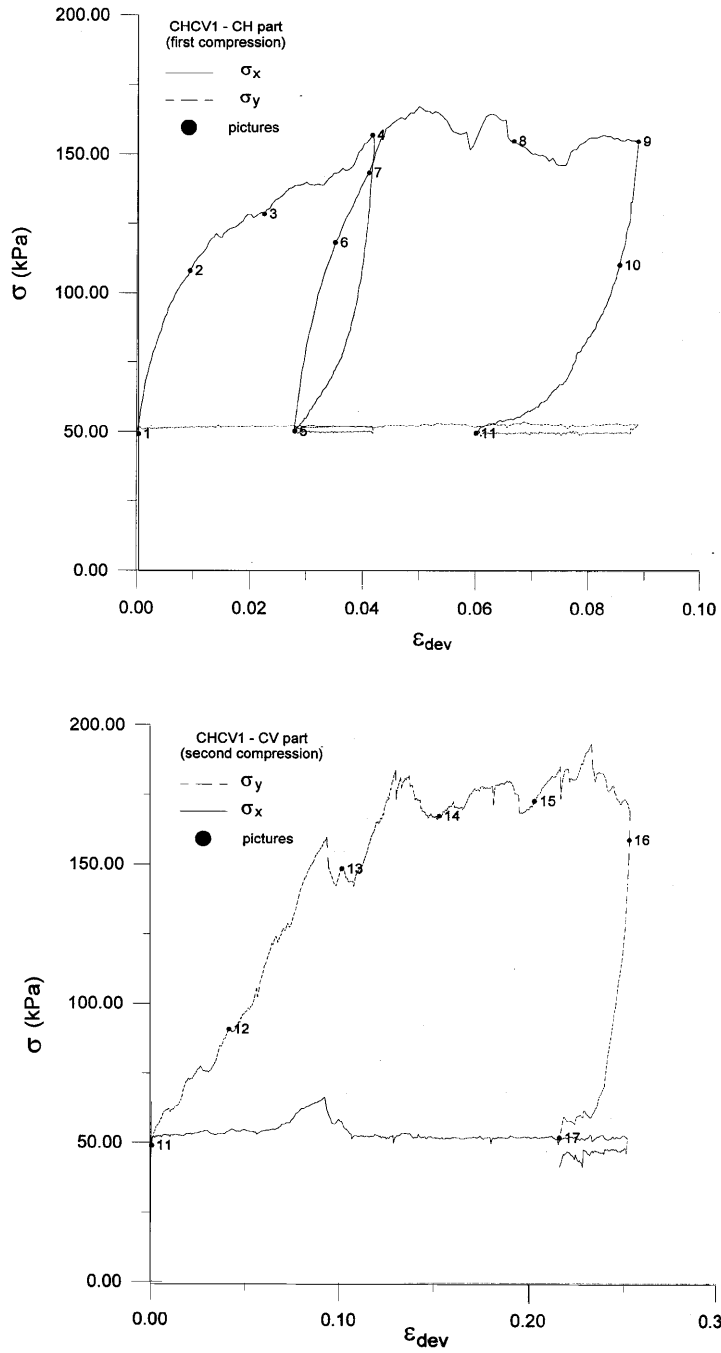 200.00
CHCV1 - CH part
(first compression)
σx
σy
pictures
150.00
σ (kPa)
100.00
50.00
0.00
1
2
3
4
5
6
7
8
9
10
11
0.00
0.02
0.04
0.06
0.08
0.10
εdev
200.00
CHCV1 - CV part
(second compression)
σy
σx
pictures
150.00
σ (kPa)
100.00
50.00
0.00
11
12
13
14
15
16
17
0.00
0.10
0.20
0.3
εdev